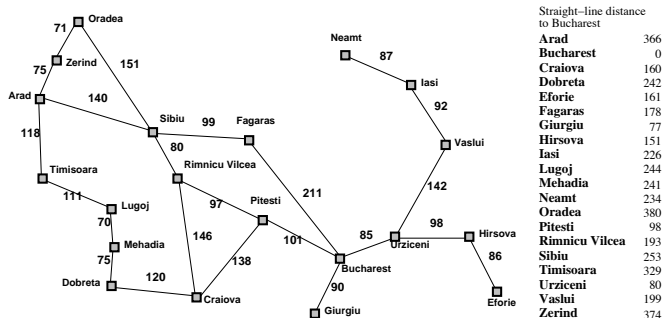 Oradea
71
Neamt
Zerind
87
151
75
Iasi
Arad
140
92
Sibiu
Fagaras
99
118
Vaslui
80
Rimnicu Vilcea
Timisoara
142
111
211
Lugoj
97
Pitesti
70
98
85
Hirsova
146
101
Urziceni
Mehadia
138
86
75
Bucharest
120
Dobreta
90
Craiova
Eforie
Giurgiu
Straight–line distance
to Bucharest
Arad 366
Bucharest 0
Craiova 160
Dobreta 242
Eforie 161
Fagaras 178
Giurgiu 77
Hirsova 151
Iasi 226
Lugoj 244
Mehadia 241
Neamt 234
Oradea 380
Pitesti 98
Rimnicu Vilcea 193
Sibiu 253
Timisoara 329
Urziceni 80
Vaslui 199
Zerind 374